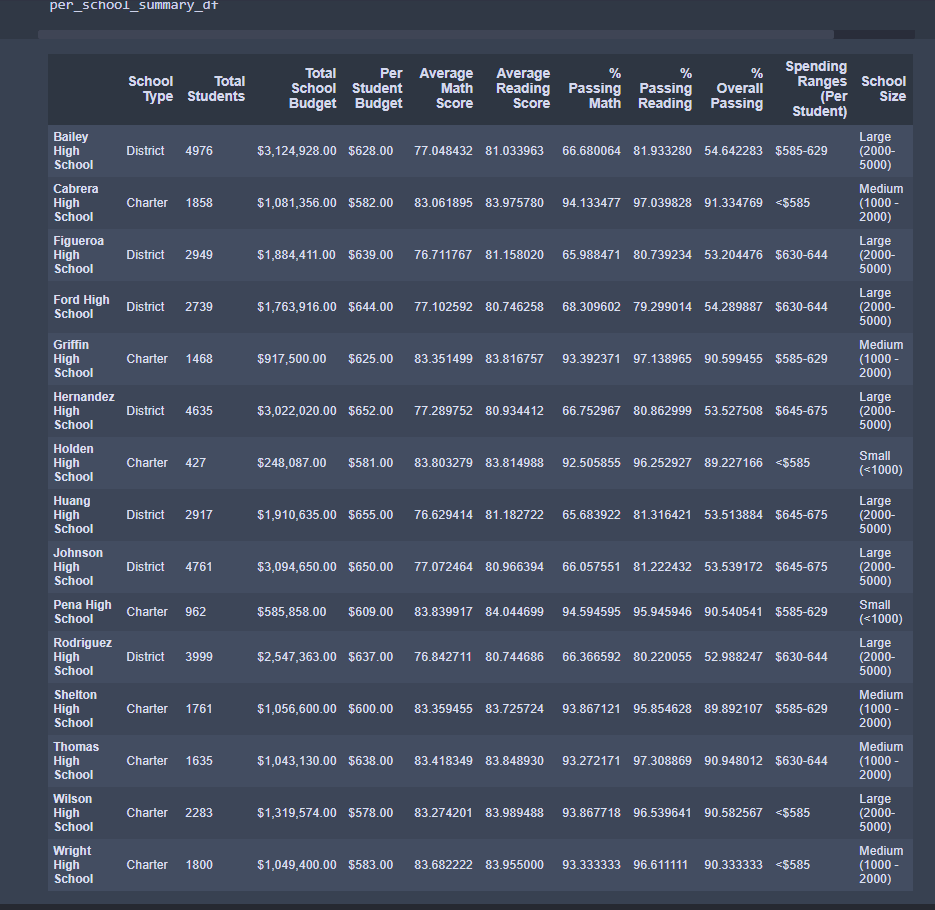 per_school_summary_df
School Type Total Students Total School Budget Per Student Budget Average Math Score Average Reading Score % Passing Math % Passing Reading % Overall Passing Spending Ranges (Per Student) School Size
Bailey High School District 4976 $3,124,928.00 $628.00 77.048432 81.033963 66.680064 81.933280 54.642283 $585-629 Large (2000-5000)
Cabrera High School Charter 1858 $1,081,356.00 $582.00 83.061895 83.975780 94.133477 97.039828 91.334769 <$585 Medium (1000 - 2000)
Figueroa High School District 2949 $1,884,411.00 $639.00 76.711767 81.158020 65.988471 80.739234 53.204476 $630-644 Large (2000-5000)
Ford High School District 2739 $1,763,916.00 $644.00 77.102592 80.746258 68.309602 79.299014 54.289887 $630-644 Large (2000-5000)
Griffin High School Charter 1468 $917,500.00 $625.00 83.351499 83.816757 93.392371 97.138965 90.599455 $585-629 Medium (1000 - 2000)
Hernandez High School District 4635 $3,022,020.00 $652.00 77.289752 80.934412 66.752967 80.862999 53.527508 $645-675 Large (2000-5000)
Holden High School Charter 427 $248,087.00 $581.00 83.803279 83.814988 92.505855 96.252927 89.227166 <$585 Small (<1000)
Huang High School District 2917 $1,910,635.00 $655.00 76.629414 81.182722 65.683922 81.316421 53.513884 $645-675 Large (2000-5000)
Johnson High School District 4761 $3,094,650.00 $650.00 77.072464 80.966394 66.057551 81.222432 53.539172 $645-675 Large (2000-5000)
Pena High School Charter 962 $585,858.00 $609.00 83.839917 84.044699 94.594595 95.945946 90.540541 $585-629 Small (<1000)
Rodriguez High School District 3999 $2,547,363.00 $637.00 76.842711 80.744686 66.366592 80.220055 52.988247 $630-644 Large (2000-5000)
Shelton High School Charter 1761 $1,056,600.00 $600.00 83.359455 83.725724 93.867121 95.854628 89.892107 $585-629 Medium (1000 - 2000)
Thomas High School Charter 1635 $1,043,130.00 $638.00 83.418349 83.848930 93.272171 97.308869 90.948012 $630-644 Medium (1000 - 2000)
Wilson High School Charter 2283 $1,319,574.00 $578.00 83.274201 83.989488 93.867718 96.539641 90.582567 <$585 Large (2000-5000)
Wright High School Charter 1800 $1,049,400.00 $583.00 83.682222 83.955000 93.333333 96.611111 90.333333 <$585 Medium (1000 - 2000)